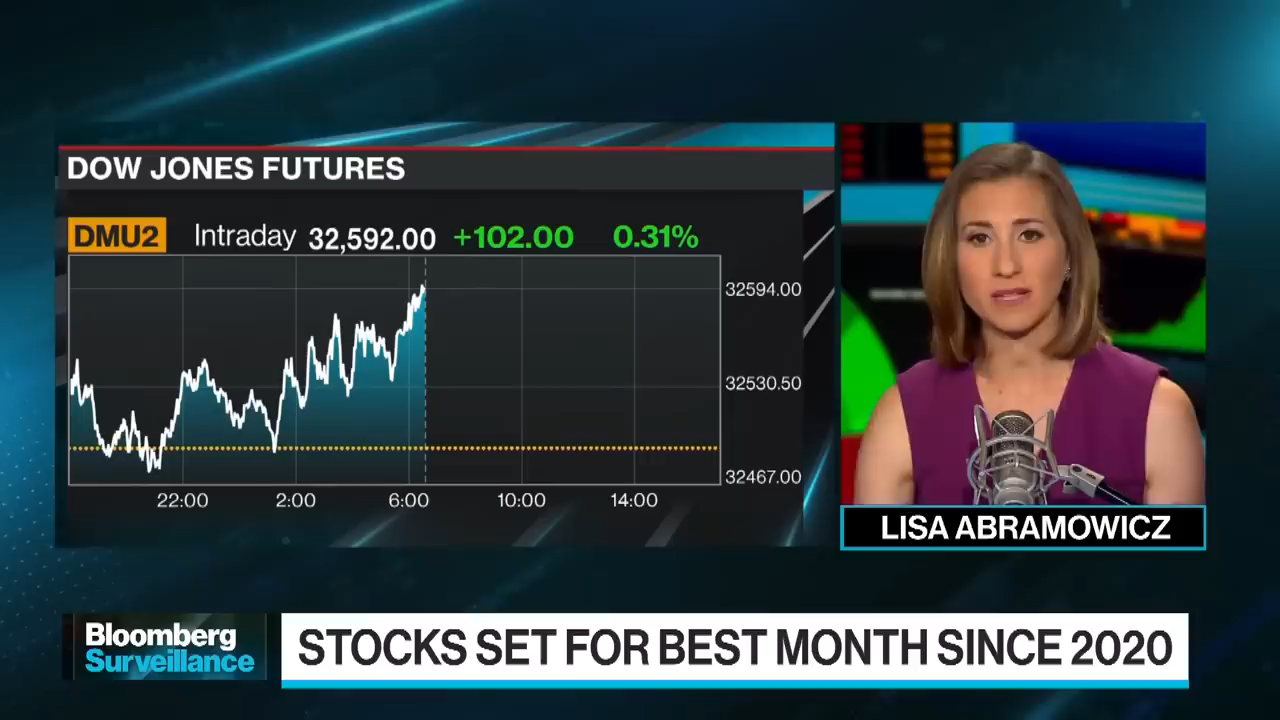 DOW JONES FUTURES
DMU2 Intraday 32,592.00 +102.00 0.31%
32594.00
32530.50
32467.00
22:00 2:00 6:00 10:00 14:00
LISA ABRAMOWICZ
Bloomberg
Surveillance
STOCKS SET FOR BEST MONTH SINCE 2020